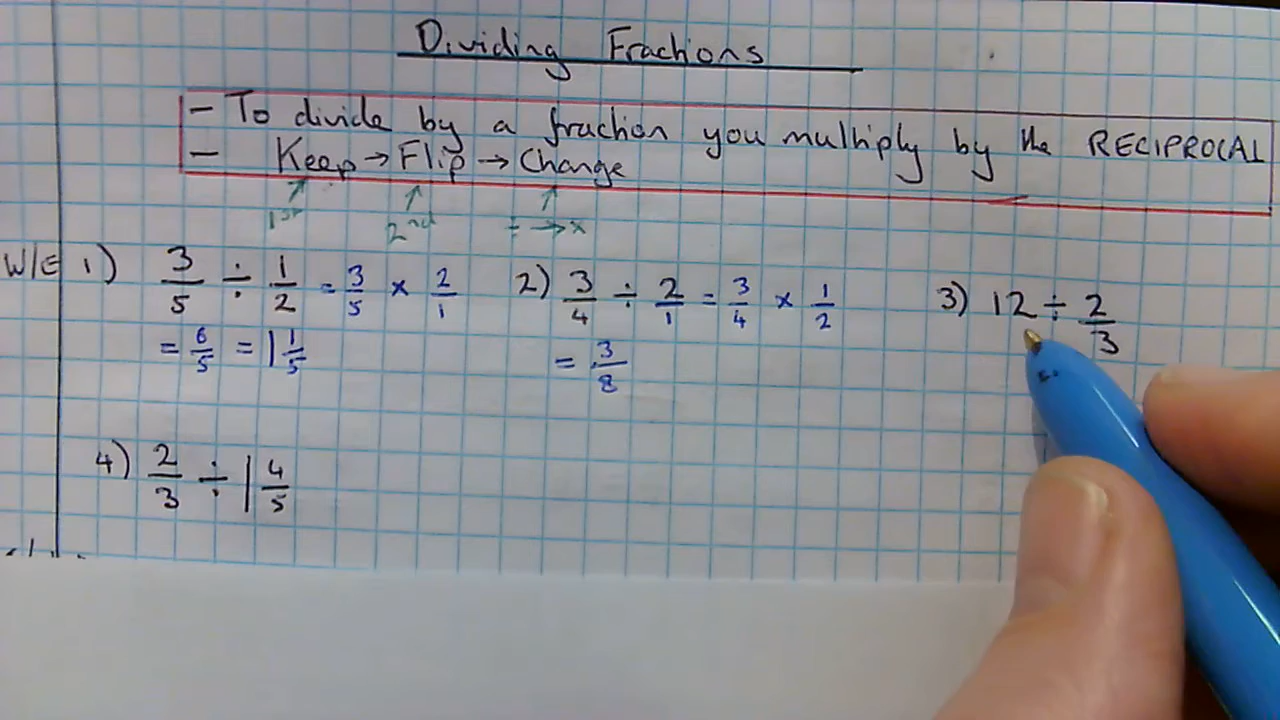 Dividing Fractions
- To divide by a fraction you multiply by the RECIPROCAL
- Keep → Flip → Change
1st 2nd ÷ → x
W/E 1) 3/5 ÷ 1/2 = 3/5 × 2/1 2) 3/4 ÷ 2/1 = 3/4 × 1/2 3) 12 ÷ 2/3
= 6/5 = 1 1/5 = 3/8
4) 2/3 ÷ 1 4/5